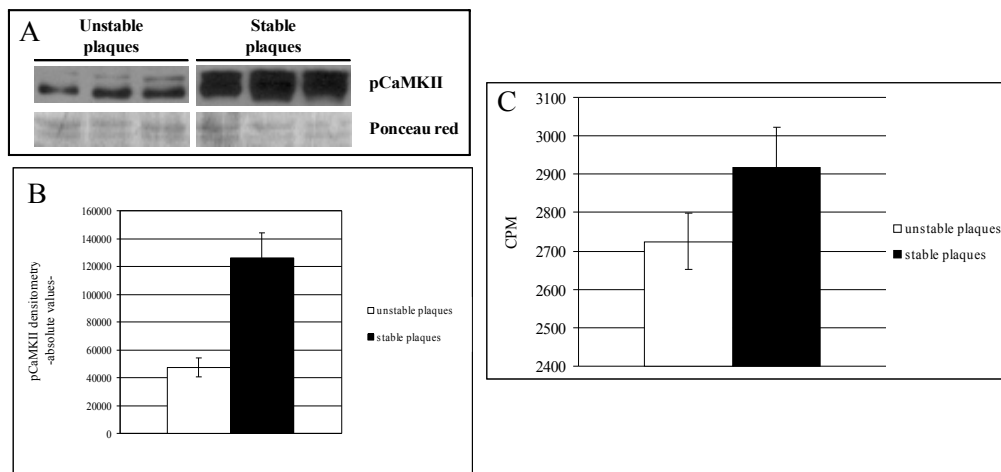 A
Unstable
plaques
Stable
plaques
pCaMKII
Ponceau red
B
160000
140000
120000
100000
80000
60000
40000
20000
0
pCaMKII densitometry
-absolute values-
unstable plaques
stable plaques
C
3100
3000
2900
2800
2700
2600
2500
2400
CPM
unstable plaques
stable plaques